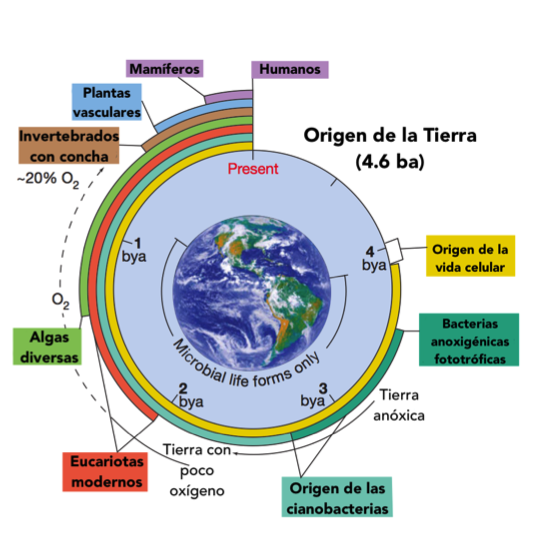 Mamíferos
Humanos
Plantas
vasculares
Invertebrados
con concha
~20% O₂
Origen de la Tierra
(4.6 ba)
Present
1
bya
4
bya
Origen de la
vida celular
O₂
Bacterias
anoxigénicas
fototróficas
Algas
diversas
Microbial life forms only
2
bya
3
bya
Tierra
anóxica
Tierra con
poco
oxígeno
Eucariotas
modernos
Origen de las
cianobacterias